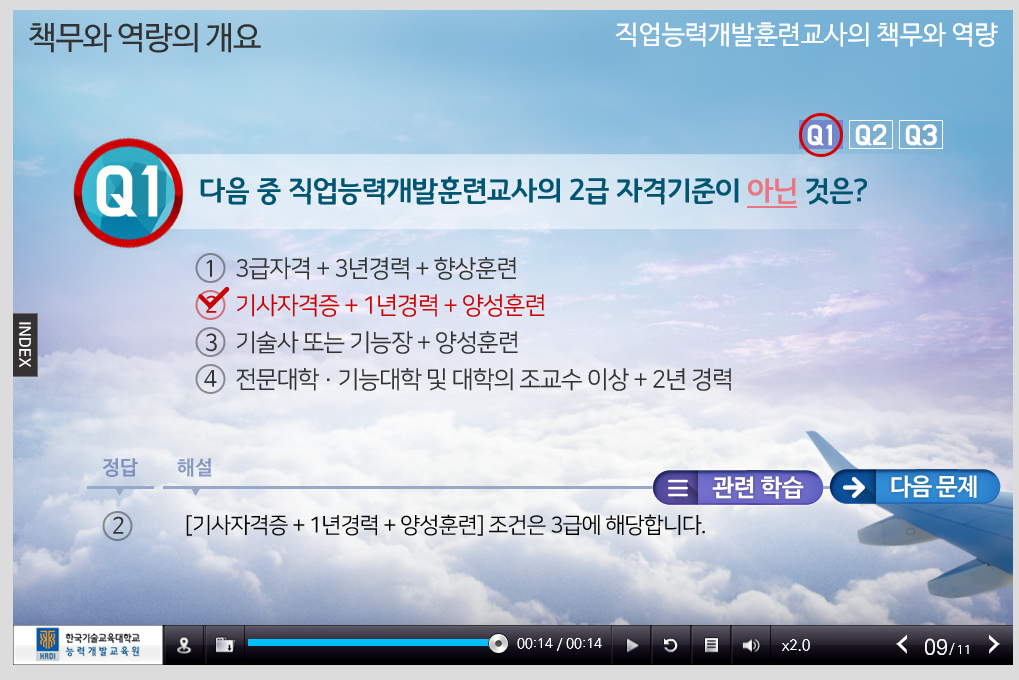 책무와 역량의 개요
직업능력개발훈련교사의 책무와 역량
Q1 Q2 Q3
Q1 다음 중 직업능력개발훈련교사의 2급 자격기준이 아닌 것은?
① 3급자격 + 3년경력 + 향상훈련
② 기사자격증 + 1년경력 + 양성훈련
③ 기술사 또는 기능장 + 양성훈련
④ 전문대학 · 기능대학 및 대학의 조교수 이상 + 2년 경력
INDEX
정답 해설
관련 학습 다음 문제
② [기사자격증 + 1년경력 + 양성훈련] 조건은 3급에 해당합니다.
한국기술교육대학교
능력개발교육원
HRDI
00:14 / 00:14
x2.0
09/11